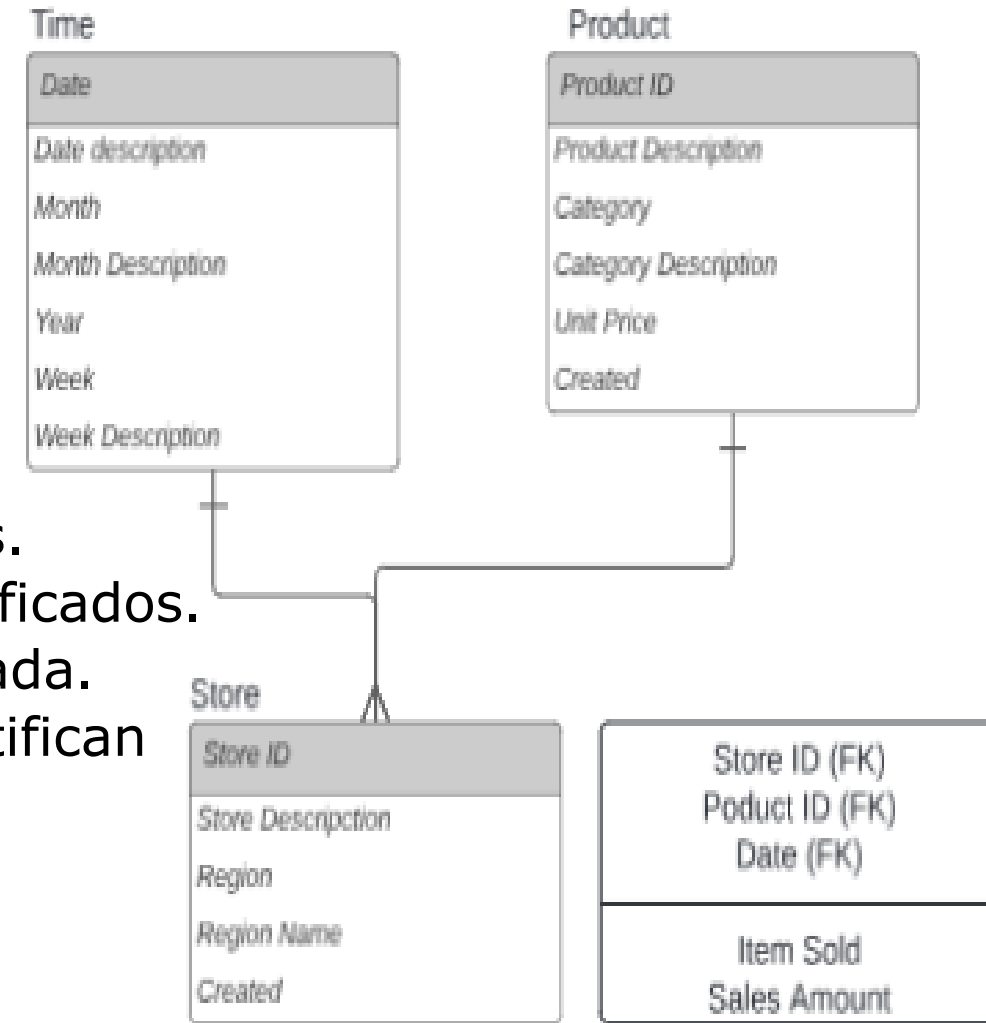 Time
Date
Date description
Month
Month Description
Year
Week
Week Description
Product
Product ID
Product Description
Category
Category Description
Unit Price
Created
s.
ificados.
ada.
tifican
Store
Store ID
Store Descripction
Region
Region Name
Created
Store ID (FK)
Poduct ID (FK)
Date (FK)
Item Sold
Sales Amount